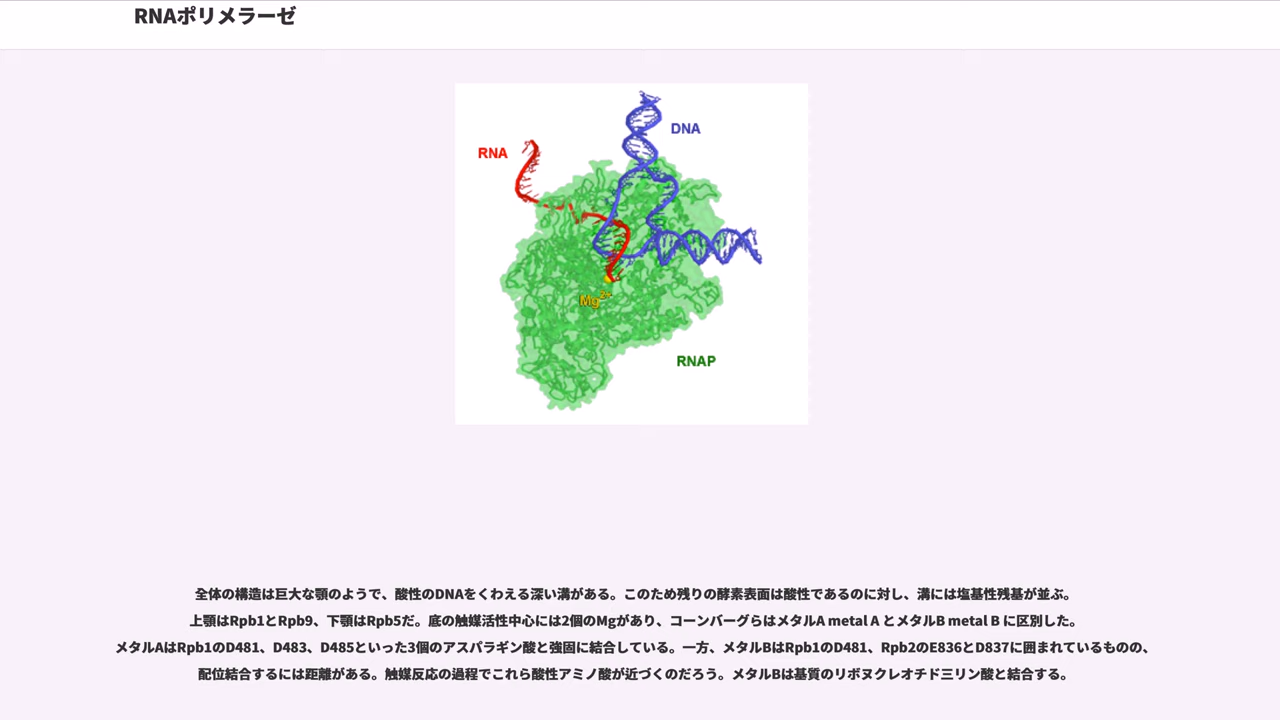 RNAポリメラーゼ
DNA
RNA
Mg2+
RNAP
全体の構造は巨大な顎のようで、酸性のDNAをくわえる深い溝がある。このため残りの酵素表面は酸性であるのに対し、溝には塩基性残基が並ぶ。
上顎はRpb1とRpb9、下顎はRpb5だ。底の触媒活性中心には2個のMgがあり、コーンバーグらはメタルA metal A とメタルB metal B に区別した。
メタルAはRpb1のD481、D483、D485といった3個のアスパラギン酸と強固に結合している。一方、メタルBはRpb1のD481、Rpb2のE836とD837に囲まれているものの、
配位結合するには距離がある。触媒反応の過程でこれら酸性アミノ酸が近づくのだろう。メタルBは基質のリボヌクレオチド三リン酸と結合する。